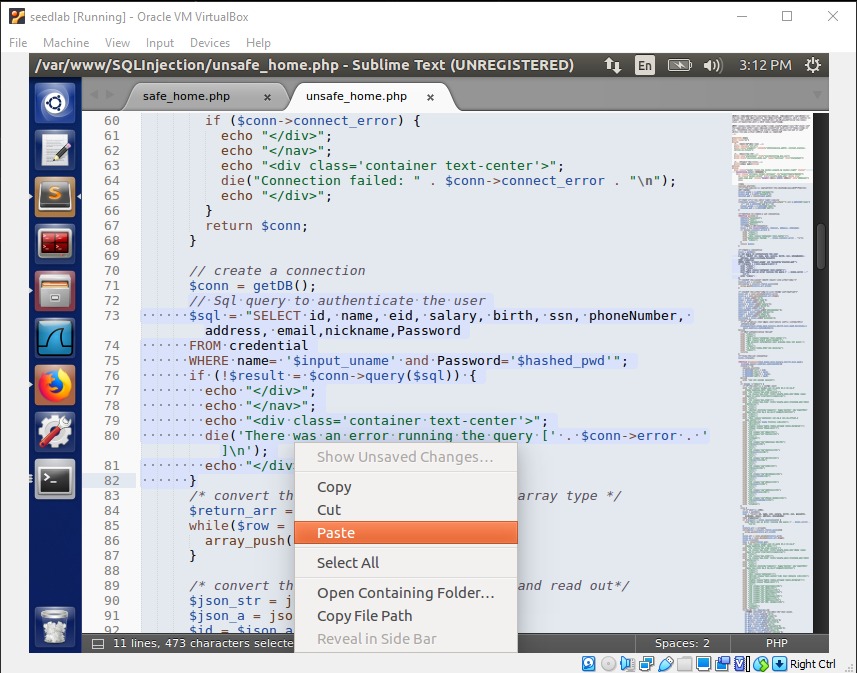 seedlab [Running] - Oracle VM VirtualBox
File Machine View Input Devices Help
/var/www/SQLInjection/unsafe_home.php - Sublime Text (UNREGISTERED)
En
3:12 PM
safe_home.php ×
unsafe_home.php ×
60 if ($conn->connect_error) {
61 echo "</div>";
62 echo "</nav>";
63 echo "<div class='container text-center'>";
64 die("Connection failed: " . $conn->connect_error . "\n");
65 echo "</div>";
66 }
67 return $conn;
68 }
69
70 // create a connection
71 $conn = getDB();
72 // Sql query to authenticate the user
73 $sql = "SELECT id, name, eid, salary, birth, ssn, phoneNumber,
address, email,nickname,Password
74 FROM credential
75 WHERE name= '$input_uname' and Password='$hashed_pwd'";
76 if (!$result = $conn->query($sql)) {
77 echo "</div>";
78 echo "</nav>";
79 echo "<div class='container text-center'>";
80 die('There was an error running the query [' . $conn->error . '
]\n');
81 echo "</div
82 }
83 /* convert th array type */
84 $return_arr =
85 while($row =
86 array_push(
87 }
88
89 /* convert th and read out*/
90 $json_str = j
91 $json_a = jso
92 $id = $json_a
Show Unsaved Changes…
Copy
Cut
Paste
Select All
Open Containing Folder…
Copy File Path
Reveal in Side Bar
11 lines, 473 characters selecte
Spaces: 2
PHP
Right Ctrl